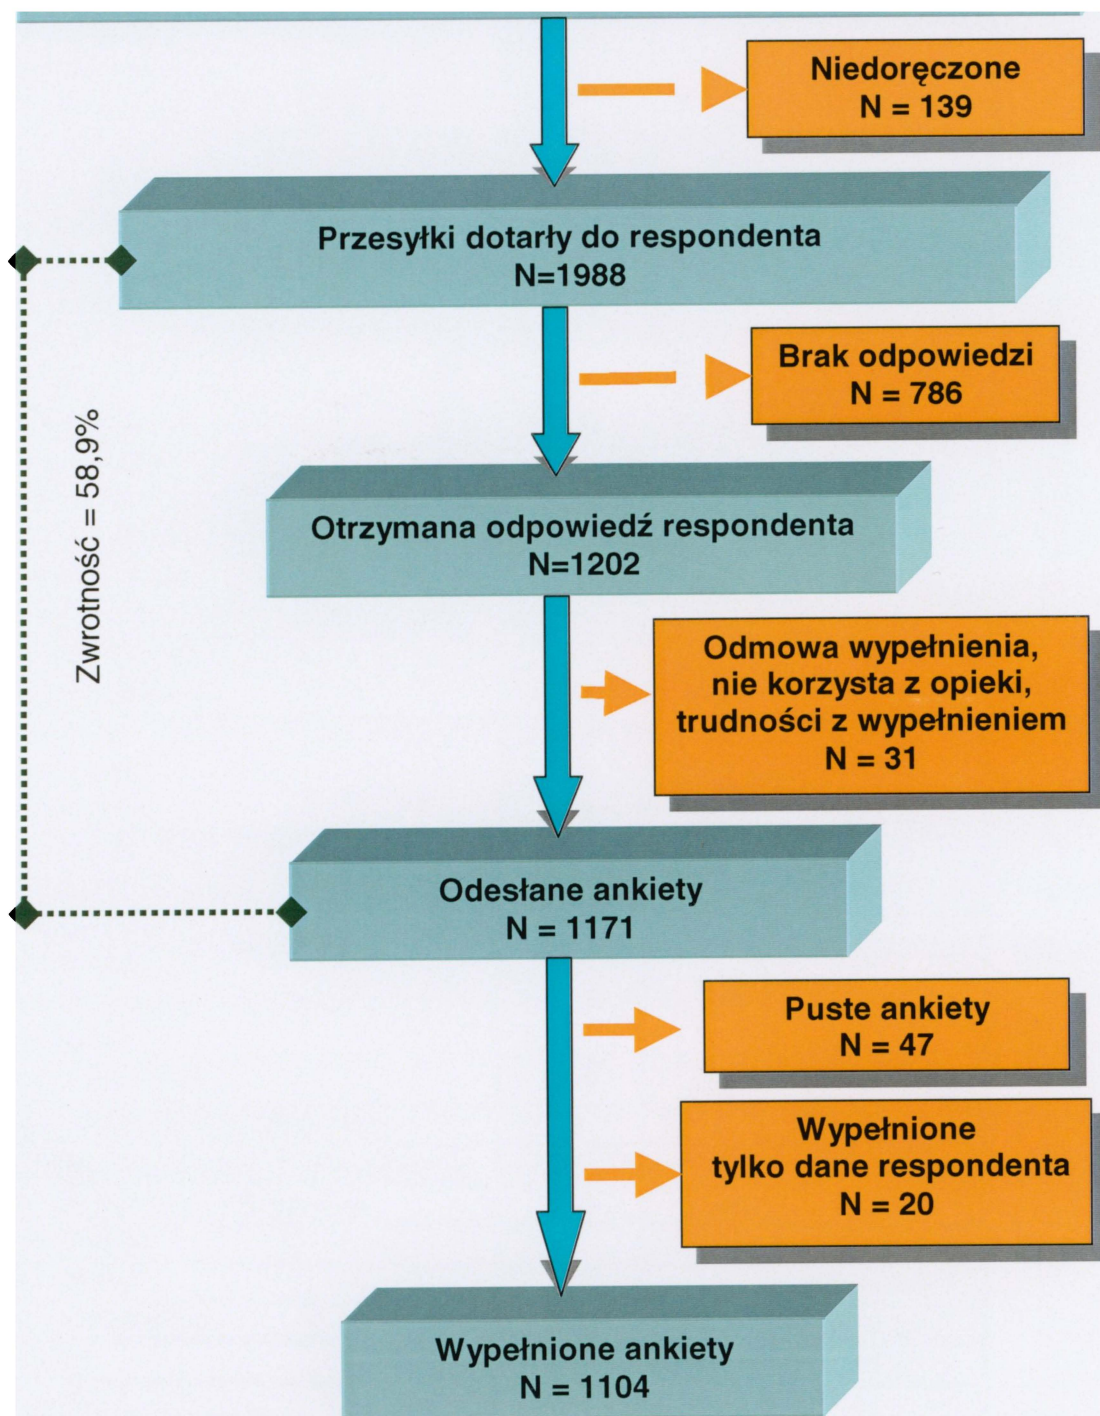 Niedoręczone
N = 139
Przesyłki dotarły do respondenta
N=1988
Brak odpowiedzi
N = 786
Zwrotność = 58,9%
Otrzymana odpowiedź respondenta
N=1202
Odmowa wypełnienia,
nie korzysta z opieki,
trudności z wypełnieniem
N = 31
Odesłane ankiety
N = 1171
Puste ankiety
N = 47
Wypełnione
tylko dane respondenta
N = 20
Wypełnione ankiety
N = 1104